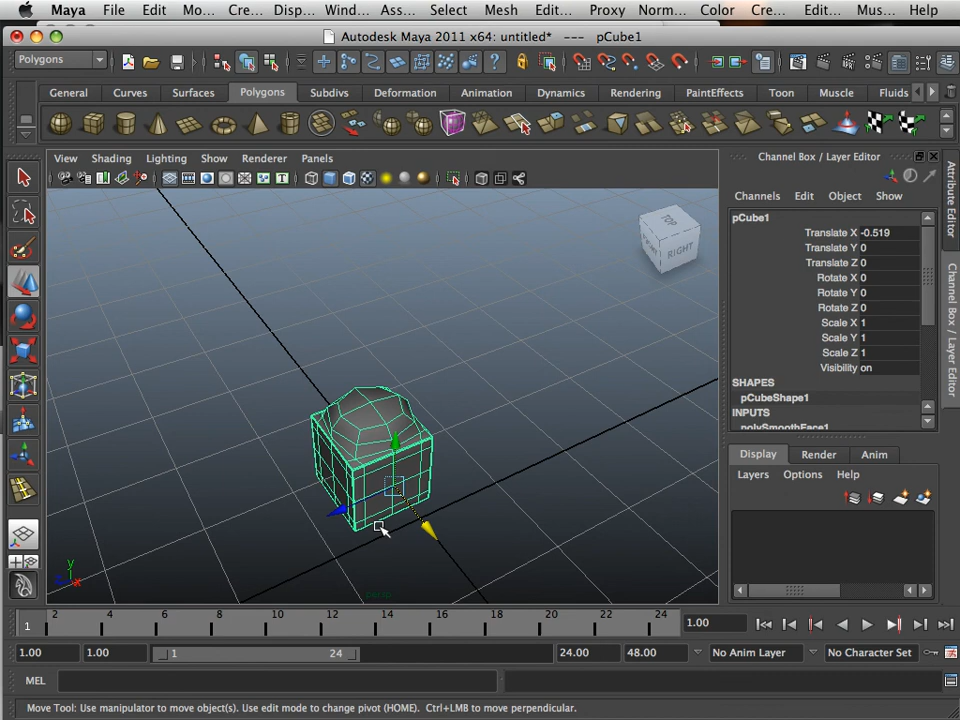 Maya File Edit Mo... Cre... Disp... Win... Ass... Select Mesh Edit... Proxy Norm... Color Cre... Edit... Mus... Help
Autodesk Maya 2011 x64: untitled* --- pCube1
Polygons
General Curves Surfaces Polygons Subdivs Deformation Animation Dynamics Rendering PaintEffects Toon Muscle Fluids
View Shading Lighting Show Renderer Panels
Channel Box / Layer Editor
Channels Edit Object Show
pCube1
Translate X -0.519
Translate Y 0
Translate Z 0
Rotate X 0
Rotate Y 0
Rotate Z 0
Scale X 1
Scale Y 1
Scale Z 1
Visibility on
SHAPES
pCubeShape1
INPUTS
polySmoothFace1
Attribute Editor
Channel Box / Layer Editor
TOP
RIGHT
y
x
persp
Display Render Anim
Layers Options Help
1 2 4 6 8 10 12 14 16 18 20 22 24
1.00
1.00 1.00 1 24 24.00 48.00 No Anim Layer No Character Set
MEL
Move Tool: Use manipulator to move object(s). Use edit mode to change pivot (HOME). Ctrl+LMB to move perpendicular.